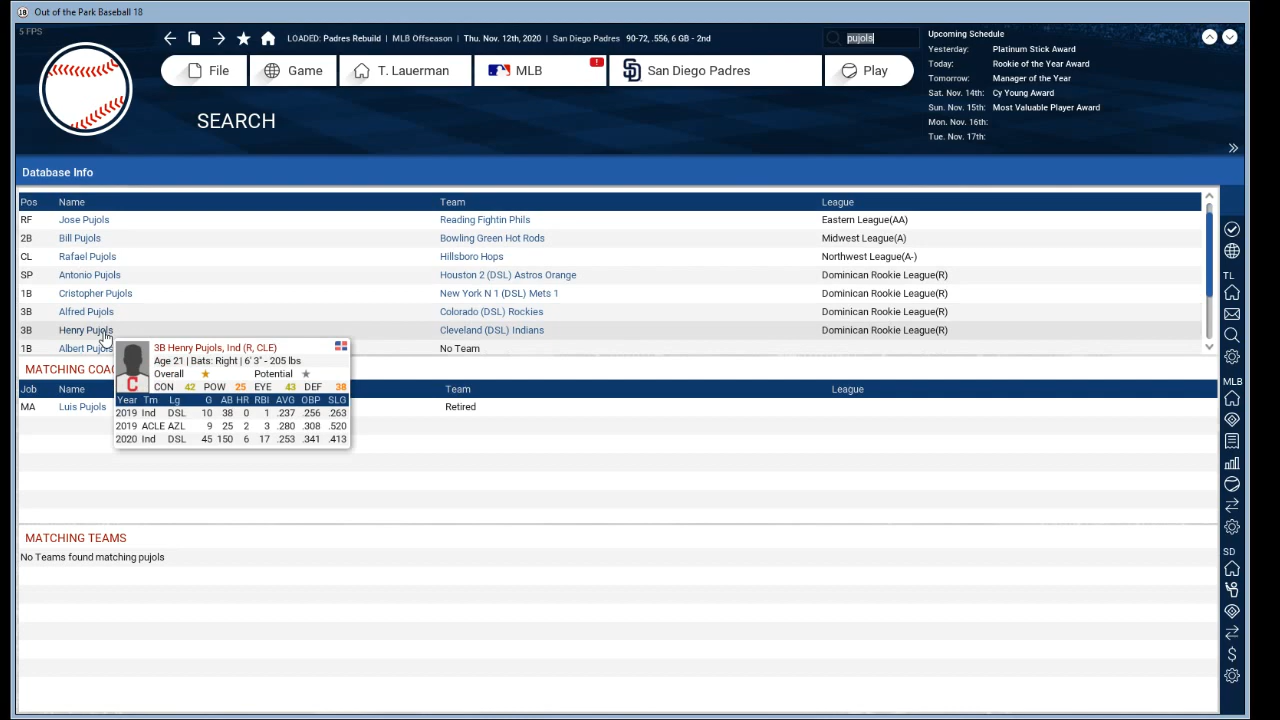 Out of the Park Baseball 18
5 FPS
LOADED: Padres Rebuild | MLB Offseason | Thu. Nov. 12th, 2020 | San Diego Padres 90-72, .556, 6 GB - 2nd
pujols
File Game T. Lauerman MLB San Diego Padres Play
Upcoming Schedule
Yesterday: Platinum Stick Award
Today: Rookie of the Year Award
Tomorrow: Manager of the Year
Sat. Nov. 14th: Cy Young Award
Sun. Nov. 15th: Most Valuable Player Award
Mon. Nov. 16th:
Tue. Nov. 17th:
SEARCH
Database Info
Pos Name Team League
RF Jose Pujols Reading Fightin Phils Eastern League(AA)
2B Bill Pujols Bowling Green Hot Rods Midwest League(A)
CL Rafael Pujols Hillsboro Hops Northwest League(A-)
SP Antonio Pujols Houston 2 (DSL) Astros Orange Dominican Rookie League(R)
1B Cristopher Pujols New York N 1 (DSL) Mets 1 Dominican Rookie League(R)
3B Alfred Pujols Colorado (DSL) Rockies Dominican Rookie League(R)
3B Henry Pujols Cleveland (DSL) Indians Dominican Rookie League(R)
1B Albert Pujols No Team
3B Henry Pujols, Ind (R, CLE)
Age 21 | Bats: Right | 6' 3" - 205 lbs
Overall Potential
CON 42 POW 25 EYE 43 DEF 38
Year Tm Lg G AB HR RBI AVG OBP SLG
2019 Ind DSL 10 38 0 1 .237 .256 .263
2019 ACLE AZL 9 25 2 3 .280 .308 .520
2020 Ind DSL 45 150 6 17 .253 .341 .413
MATCHING COAC
Job Name Team League
MA Luis Pujols Retired
MATCHING TEAMS
No Teams found matching pujols
TL
MLB
SD